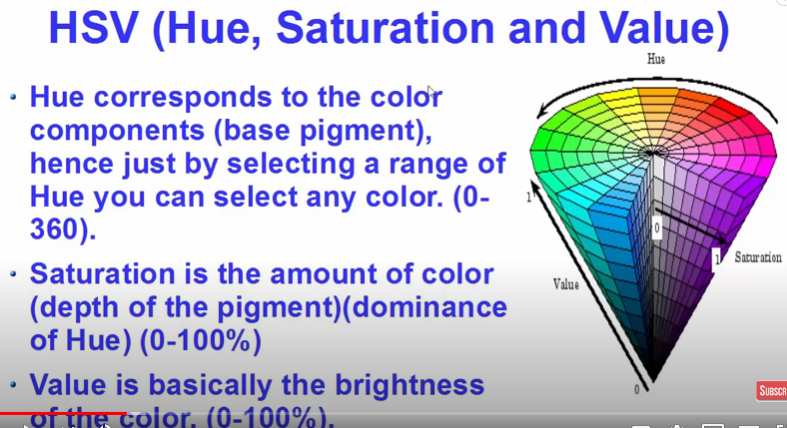 HSV (Hue, Saturation and Value)
Hue
• Hue corresponds to the color
components (base pigment),
hence just by selecting a range of
Hue you can select any color. (0-
360).
1
0
1
Saturation
• Saturation is the amount of color
(depth of the pigment)(dominance
of Hue) (0-100%)
Value
0
• Value is basically the brightness
of the color. (0-100%).
SUBSCR